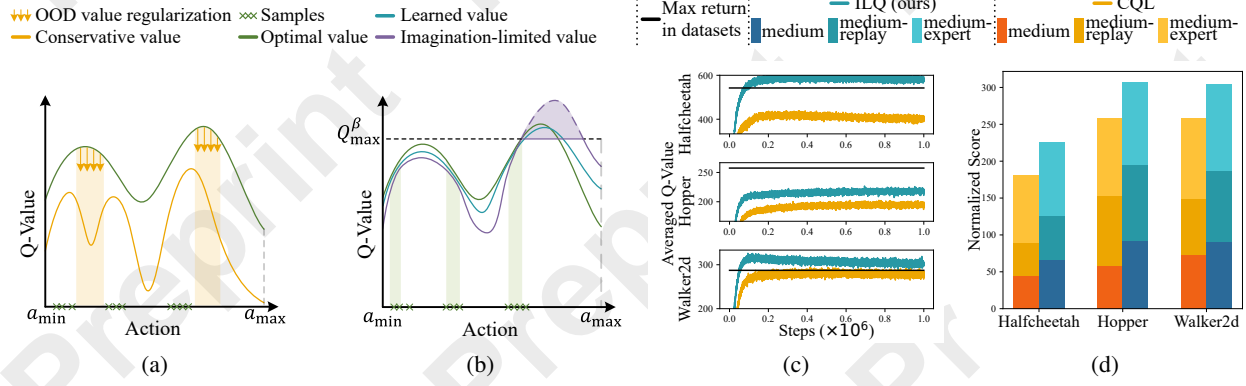 OOD value regularization
Samples
Learned value
Conservative value
Optimal value
Imagination-limited value
Q-Value
a_min
Action
a_max
(a)
Q^β_max
Q-Value
a_min
Action
a_max
(b)
Max return
in datasets
ILQ (ours)
CQL
medium
medium-
replay
medium-
expert
medium
medium-
replay
medium-
expert
Averaged Q-Value
Halfcheetah
600
400
Hopper
250
200
Walker2d
300
200
0.0 0.2 0.4 0.6 0.8 1.0
Steps (×10⁶)
(c)
Normalized Score
300
250
200
150
100
50
0
Halfcheetah Hopper Walker2d
(d)
Preprint
Preprint